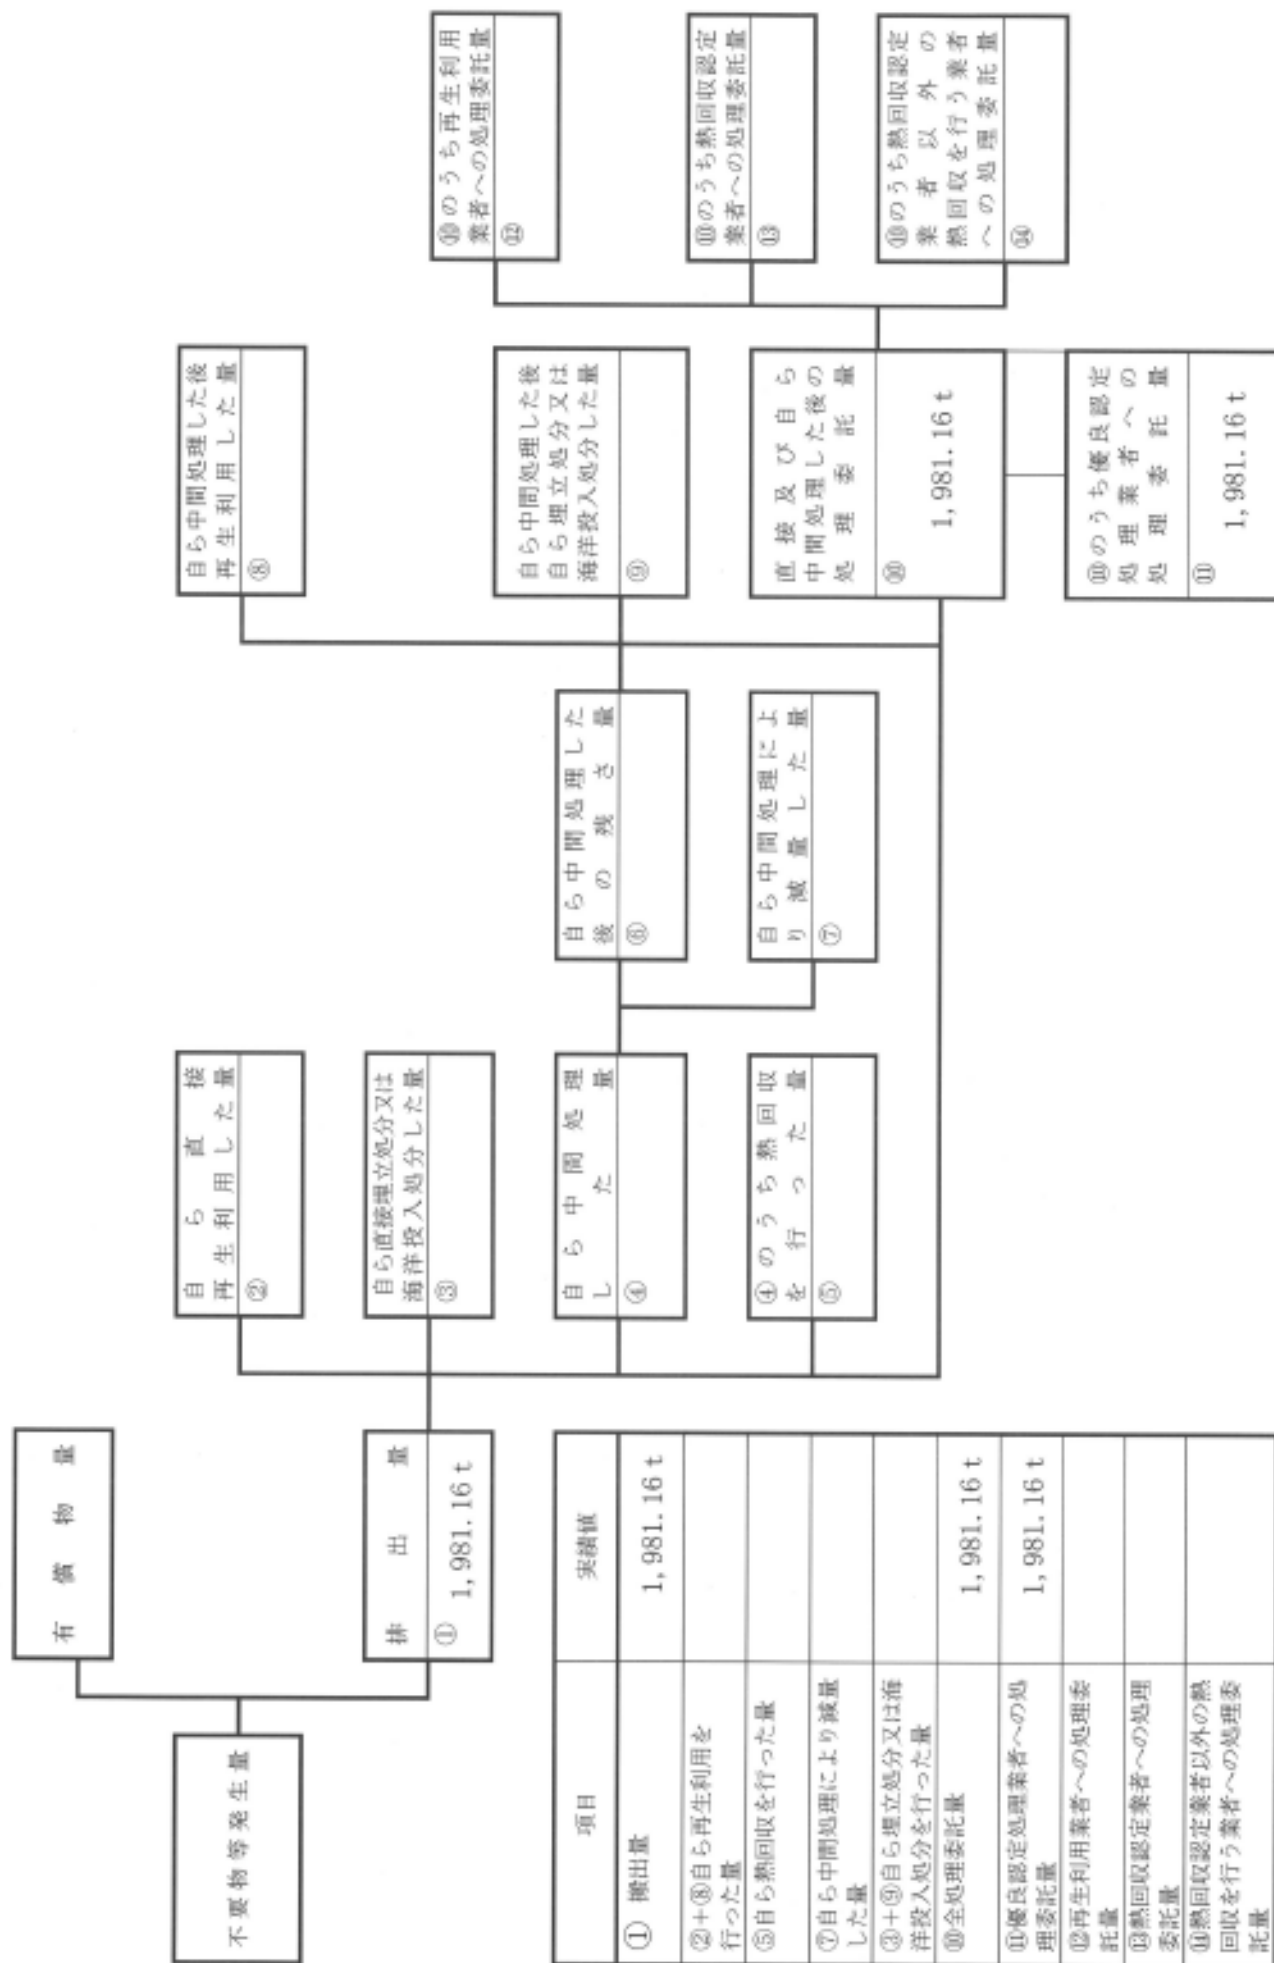 不要物等発生量
有償物量
排出量
① 1,981.16 t
自ら直接
再生利用した量
②
自ら直接埋立処分又は
海洋投入処分した量
③
自ら中間処理
した量
④
④のうち熱回収
を行った量
⑤
自ら中間処理した
後の残さ量
⑥
自ら中間処理によ
り減量した量
⑦
自ら中間処理した後
再生利用した量
⑧
自ら中間処理した後
自ら埋立処分又は
海洋投入処分した量
⑨
直接及び自ら
中間処理した後の
処理委託量
⑩
1,981.16 t
⑩のうち優良認定
処理業者への
処理委託量
⑪
1,981.16 t
⑩のうち再生利用
業者への処理委託量
⑫
⑩のうち熱回収認定
業者への処理委託量
⑬
⑩のうち熱回収認定
業者以外の
熱回収を行う業者
への処理委託量
⑭
項目 実績値
① 搬出量 1,981.16 t
②+⑧自ら再生利用を
行った量
⑤自ら熱回収を行った量
⑦自ら中間処理により減量
した量
③+⑨自ら埋立処分又は海
洋投入処分を行った量
⑩全処理委託量 1,981.16 t
⑪優良認定処理業者への処
理委託量 1,981.16 t
⑫再生利用業者への処理委
託量
⑬熱回収認定業者への処理
委託量
⑭熱回収認定業者以外の熱
回収を行う業者への処理委
託量